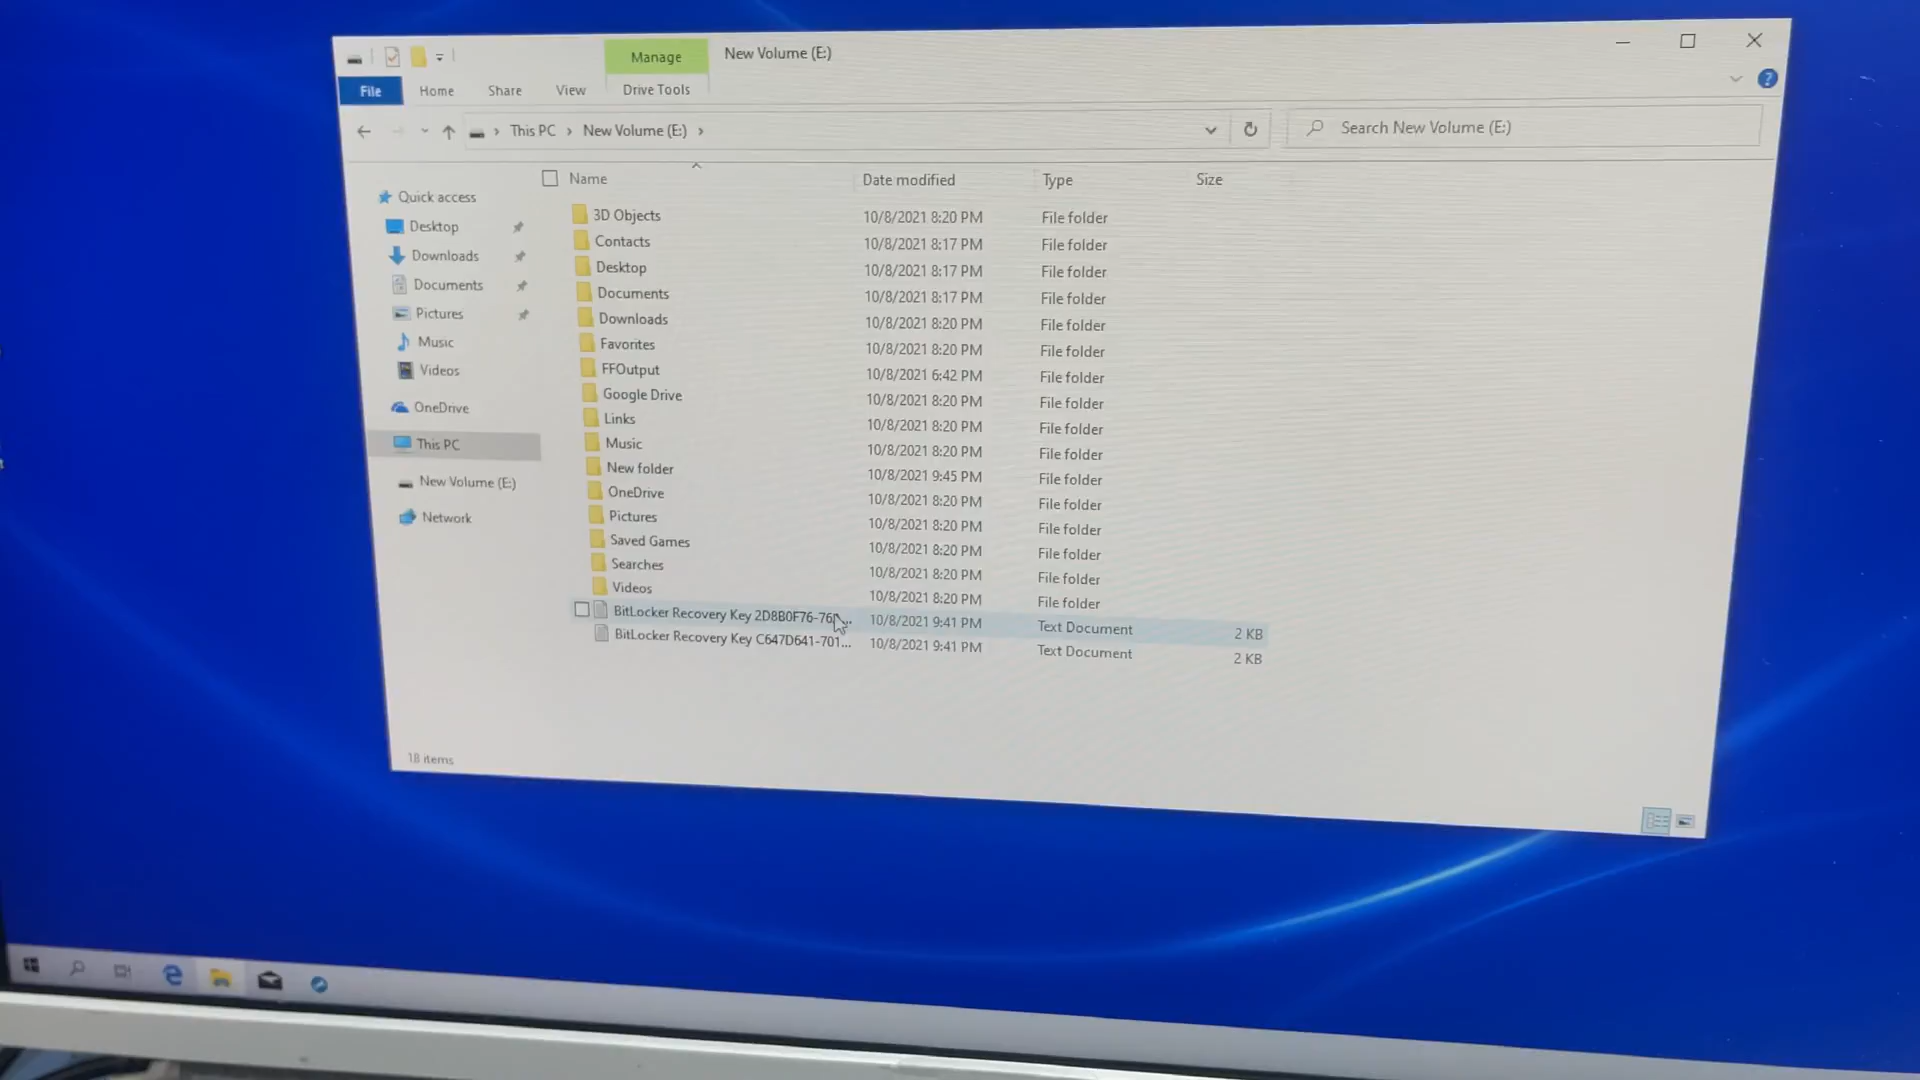 Manage New Volume (E:)
File Home Share View Drive Tools
This PC New Volume (E:) Search New Volume (E:)
Name Date modified Type Size
Quick access
Desktop
Downloads
Documents
Pictures
Music
Videos
OneDrive
This PC
New Volume (E:)
Network
3D Objects 10/8/2021 8:20 PM File folder
Contacts 10/8/2021 8:17 PM File folder
Desktop 10/8/2021 8:17 PM File folder
Documents 10/8/2021 8:17 PM File folder
Downloads 10/8/2021 8:20 PM File folder
Favorites 10/8/2021 8:20 PM File folder
FFOutput 10/8/2021 6:42 PM File folder
Google Drive 10/8/2021 8:20 PM File folder
Links 10/8/2021 8:20 PM File folder
Music 10/8/2021 8:20 PM File folder
New folder 10/8/2021 9:45 PM File folder
OneDrive 10/8/2021 8:20 PM File folder
Pictures 10/8/2021 8:20 PM File folder
Saved Games 10/8/2021 8:20 PM File folder
Searches 10/8/2021 8:20 PM File folder
Videos 10/8/2021 8:20 PM File folder
BitLocker Recovery Key 10/8/2021 9:41 PM Text Document 2 KB
BitLocker Recovery Key C647D641-701... 10/8/2021 9:41 PM Text Document 2 KB
18 items